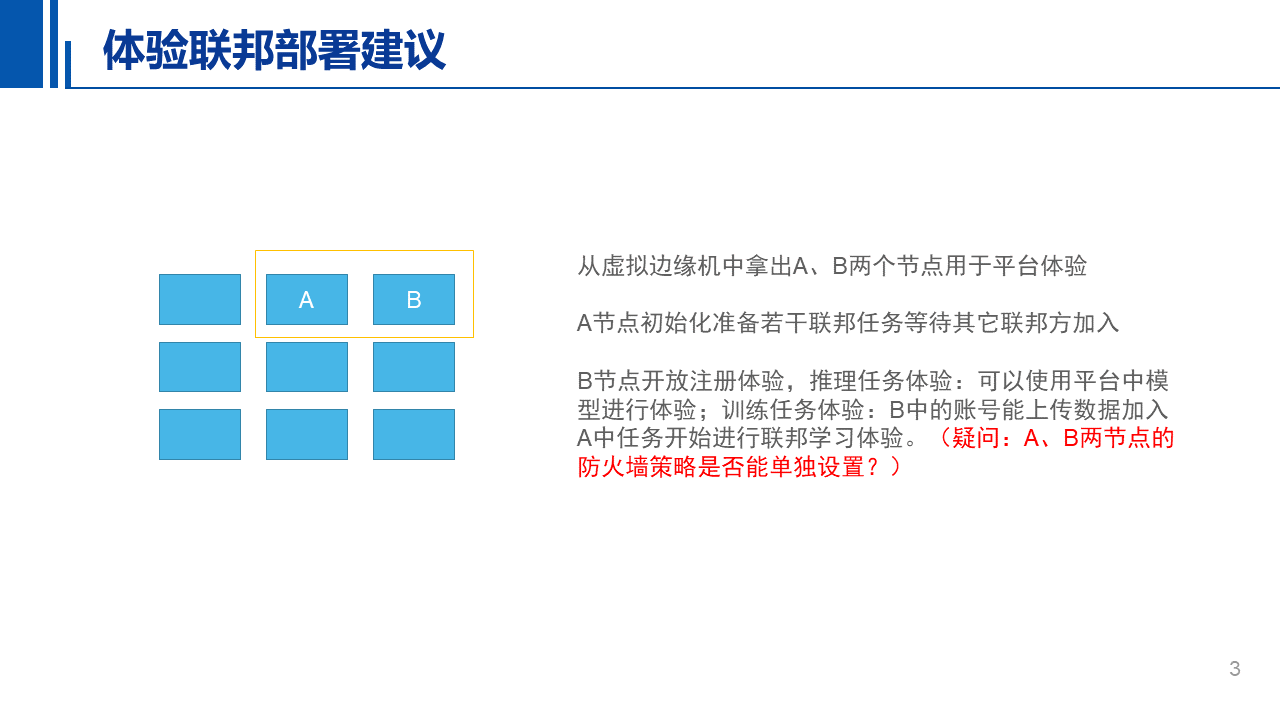 体验联邦部署建议
A
B
从虚拟边缘机中拿出A、B两个节点用于平台体验
A节点初始化准备若干联邦任务等待其它联邦方加入
B节点开放注册体验，推理任务体验：可以使用平台中模
型进行体验；训练任务体验：B中的账号能上传数据加入
A中任务开始进行联邦学习体验。（疑问：A、B两节点的
防火墙策略是否能单独设置？）
3